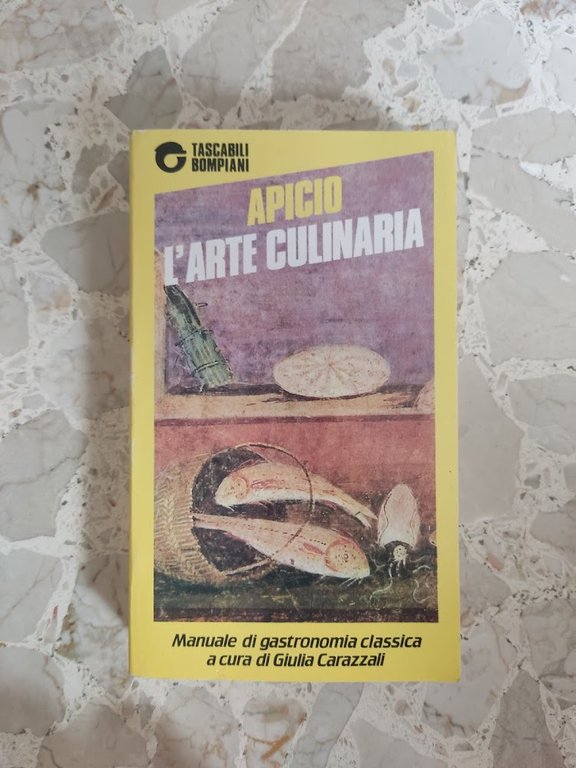 TASCABILI
BOMPIANI
APICIO
L'ARTE CULINARIA
Manuale di gastronomia classica
a cura di Giulia Carazzali